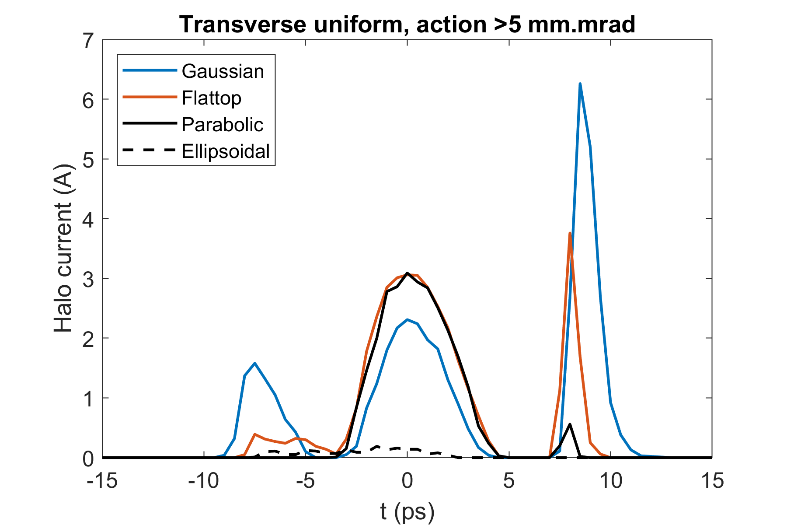 Transverse uniform, action >5 mm.mrad
7
6
5
4
3
2
1
0
Halo current (A)
Gaussian
Flattop
Parabolic
Ellipsoidal
-15 -10 -5 0 5 10 15
t (ps)